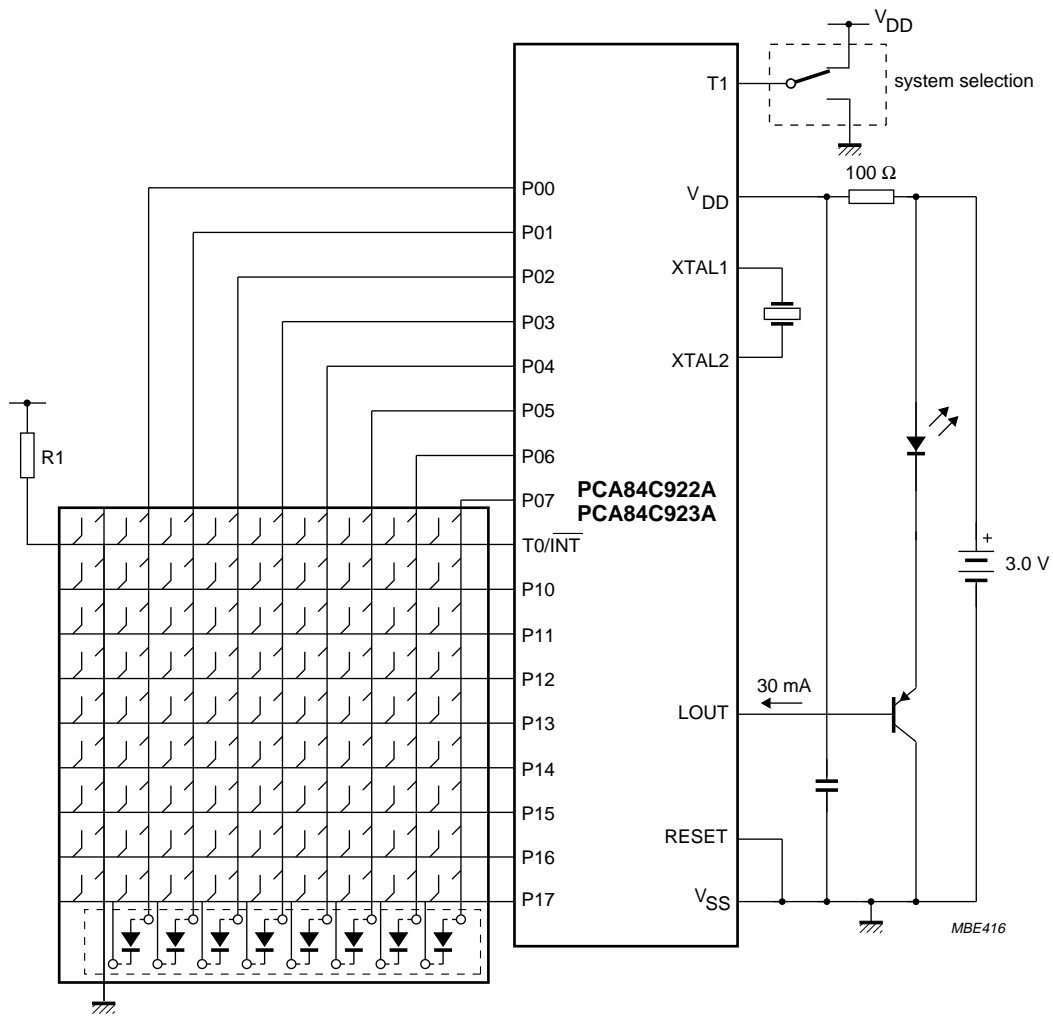 VDD
T1
system selection
100 Ω
P00
VDD
P01
XTAL1
P02
P03
XTAL2
P04
P05
R1
P06
PCA84C922A
PCA84C923A
P07
T0/INT
+
3.0 V
P10
P11
P12
30 mA
LOUT
P13
P14
P15
RESET
P16
P17
VSS
MBE416